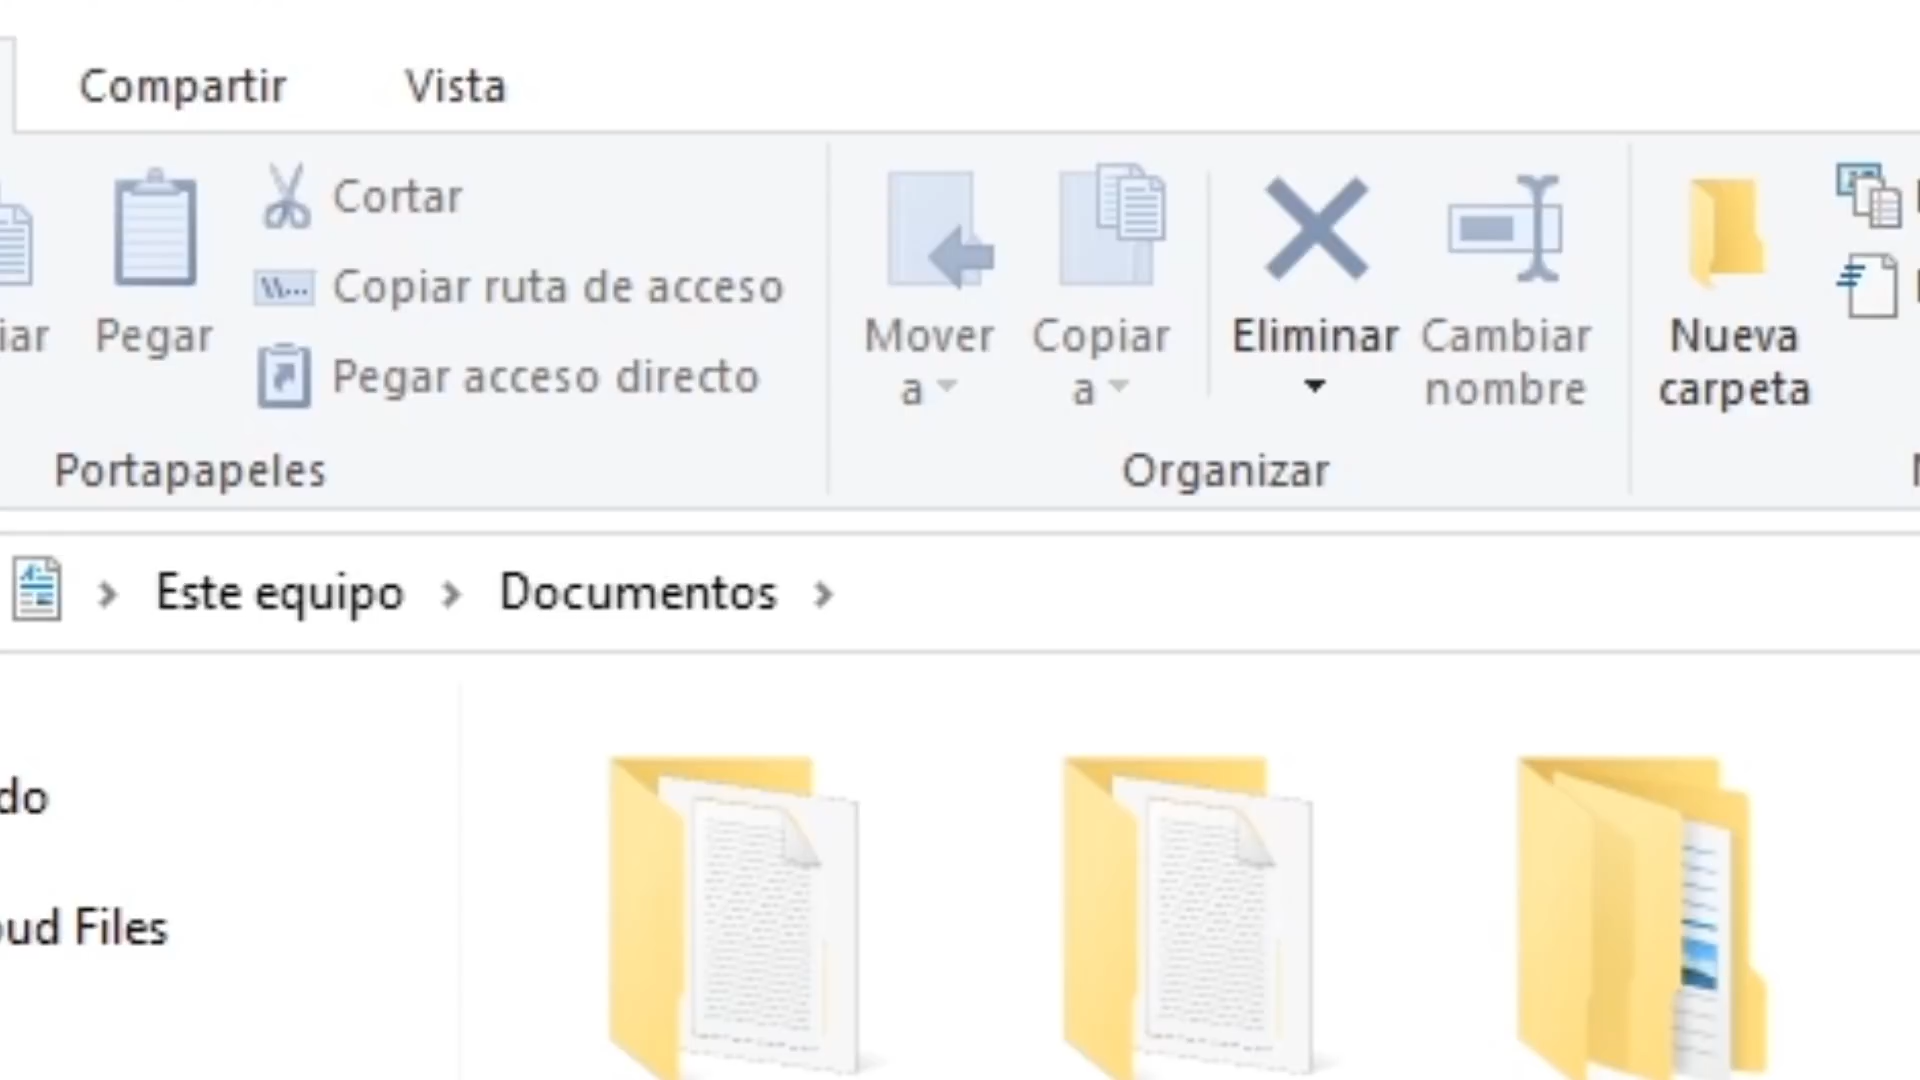 Compartir Vista
Cortar
Copiar ruta de acceso
Pegar
Pegar acceso directo
Portapapeles
Mover a
Copiar a
Eliminar
Cambiar nombre
Organizar
Nueva carpeta
Este equipo > Documentos >
Files